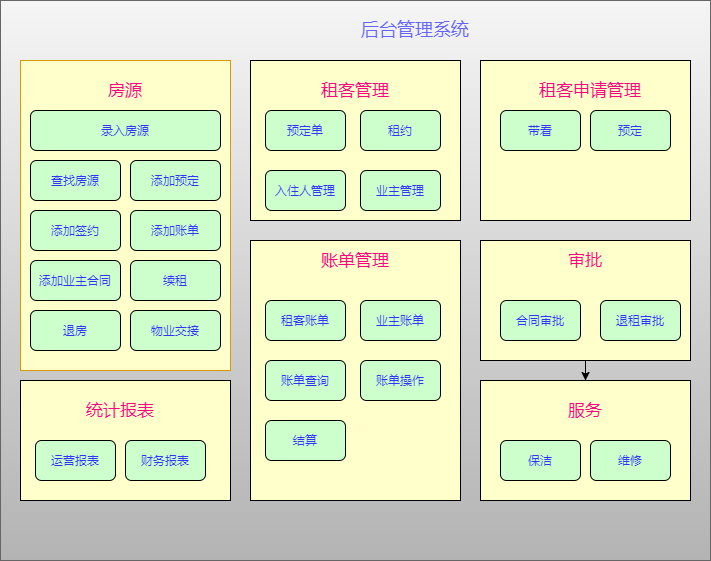 后台管理系统
房源
录入房源
查找房源
添加预定
添加签约
添加账单
添加业主合同
续租
退房
物业交接
租客管理
预定单
租约
入住人管理
业主管理
租客申请管理
带看
预定
账单管理
租客账单
业主账单
账单查询
账单操作
结算
审批
合同审批
退租审批
统计报表
运营报表
财务报表
服务
保洁
维修